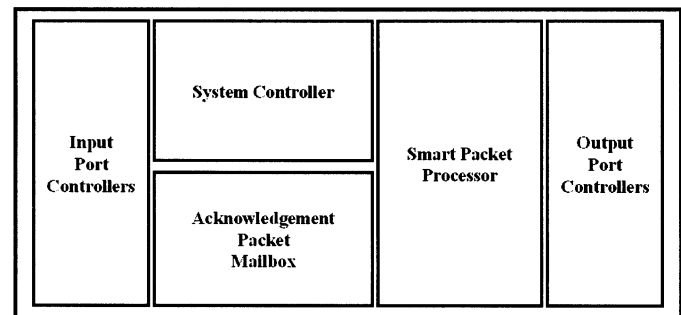 Input
Port
Controllers
System Controller
Acknowledgement
Packet
Mailbox
Smart Packet
Processor
Output
Port
Controllers